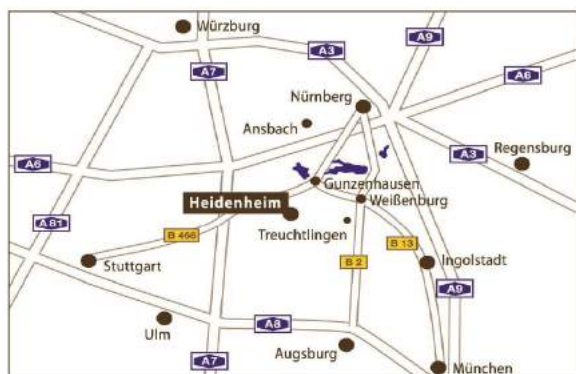 Würzburg
A9
A3
A7
A6
Nürnberg
Ansbach
Regensburg
A3
A6
Gunzenhausen
Heidenheim
Weißenburg
A81
Treuchtlingen
B 466
B 13
Stuttgart
B 2
Ingolstadt
A9
Ulm
A8
Augsburg
A7
München